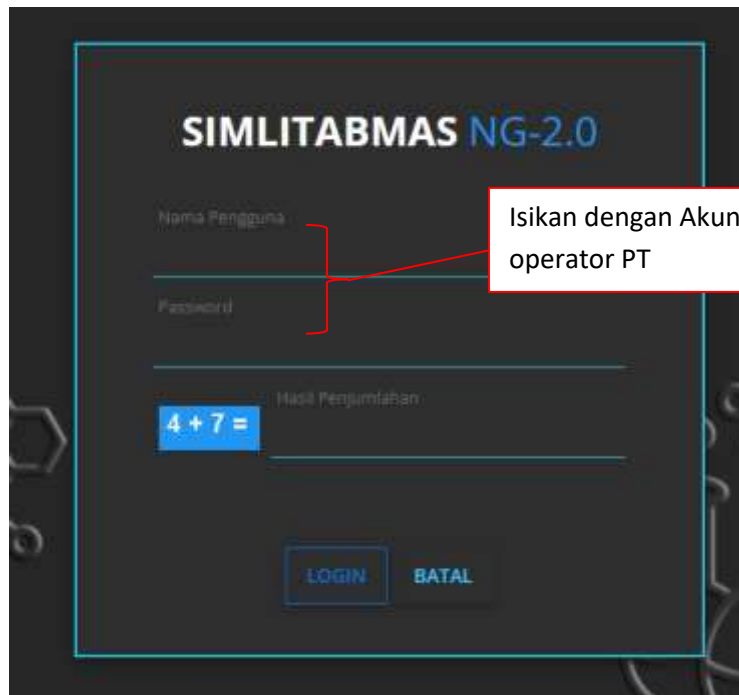 SIMLITABMAS NG-2.0
Nama Pengguna
Isikan dengan Akun
operator PT
Password
Hasil Penjumlahan
4 + 7 =
LOGIN BATAL